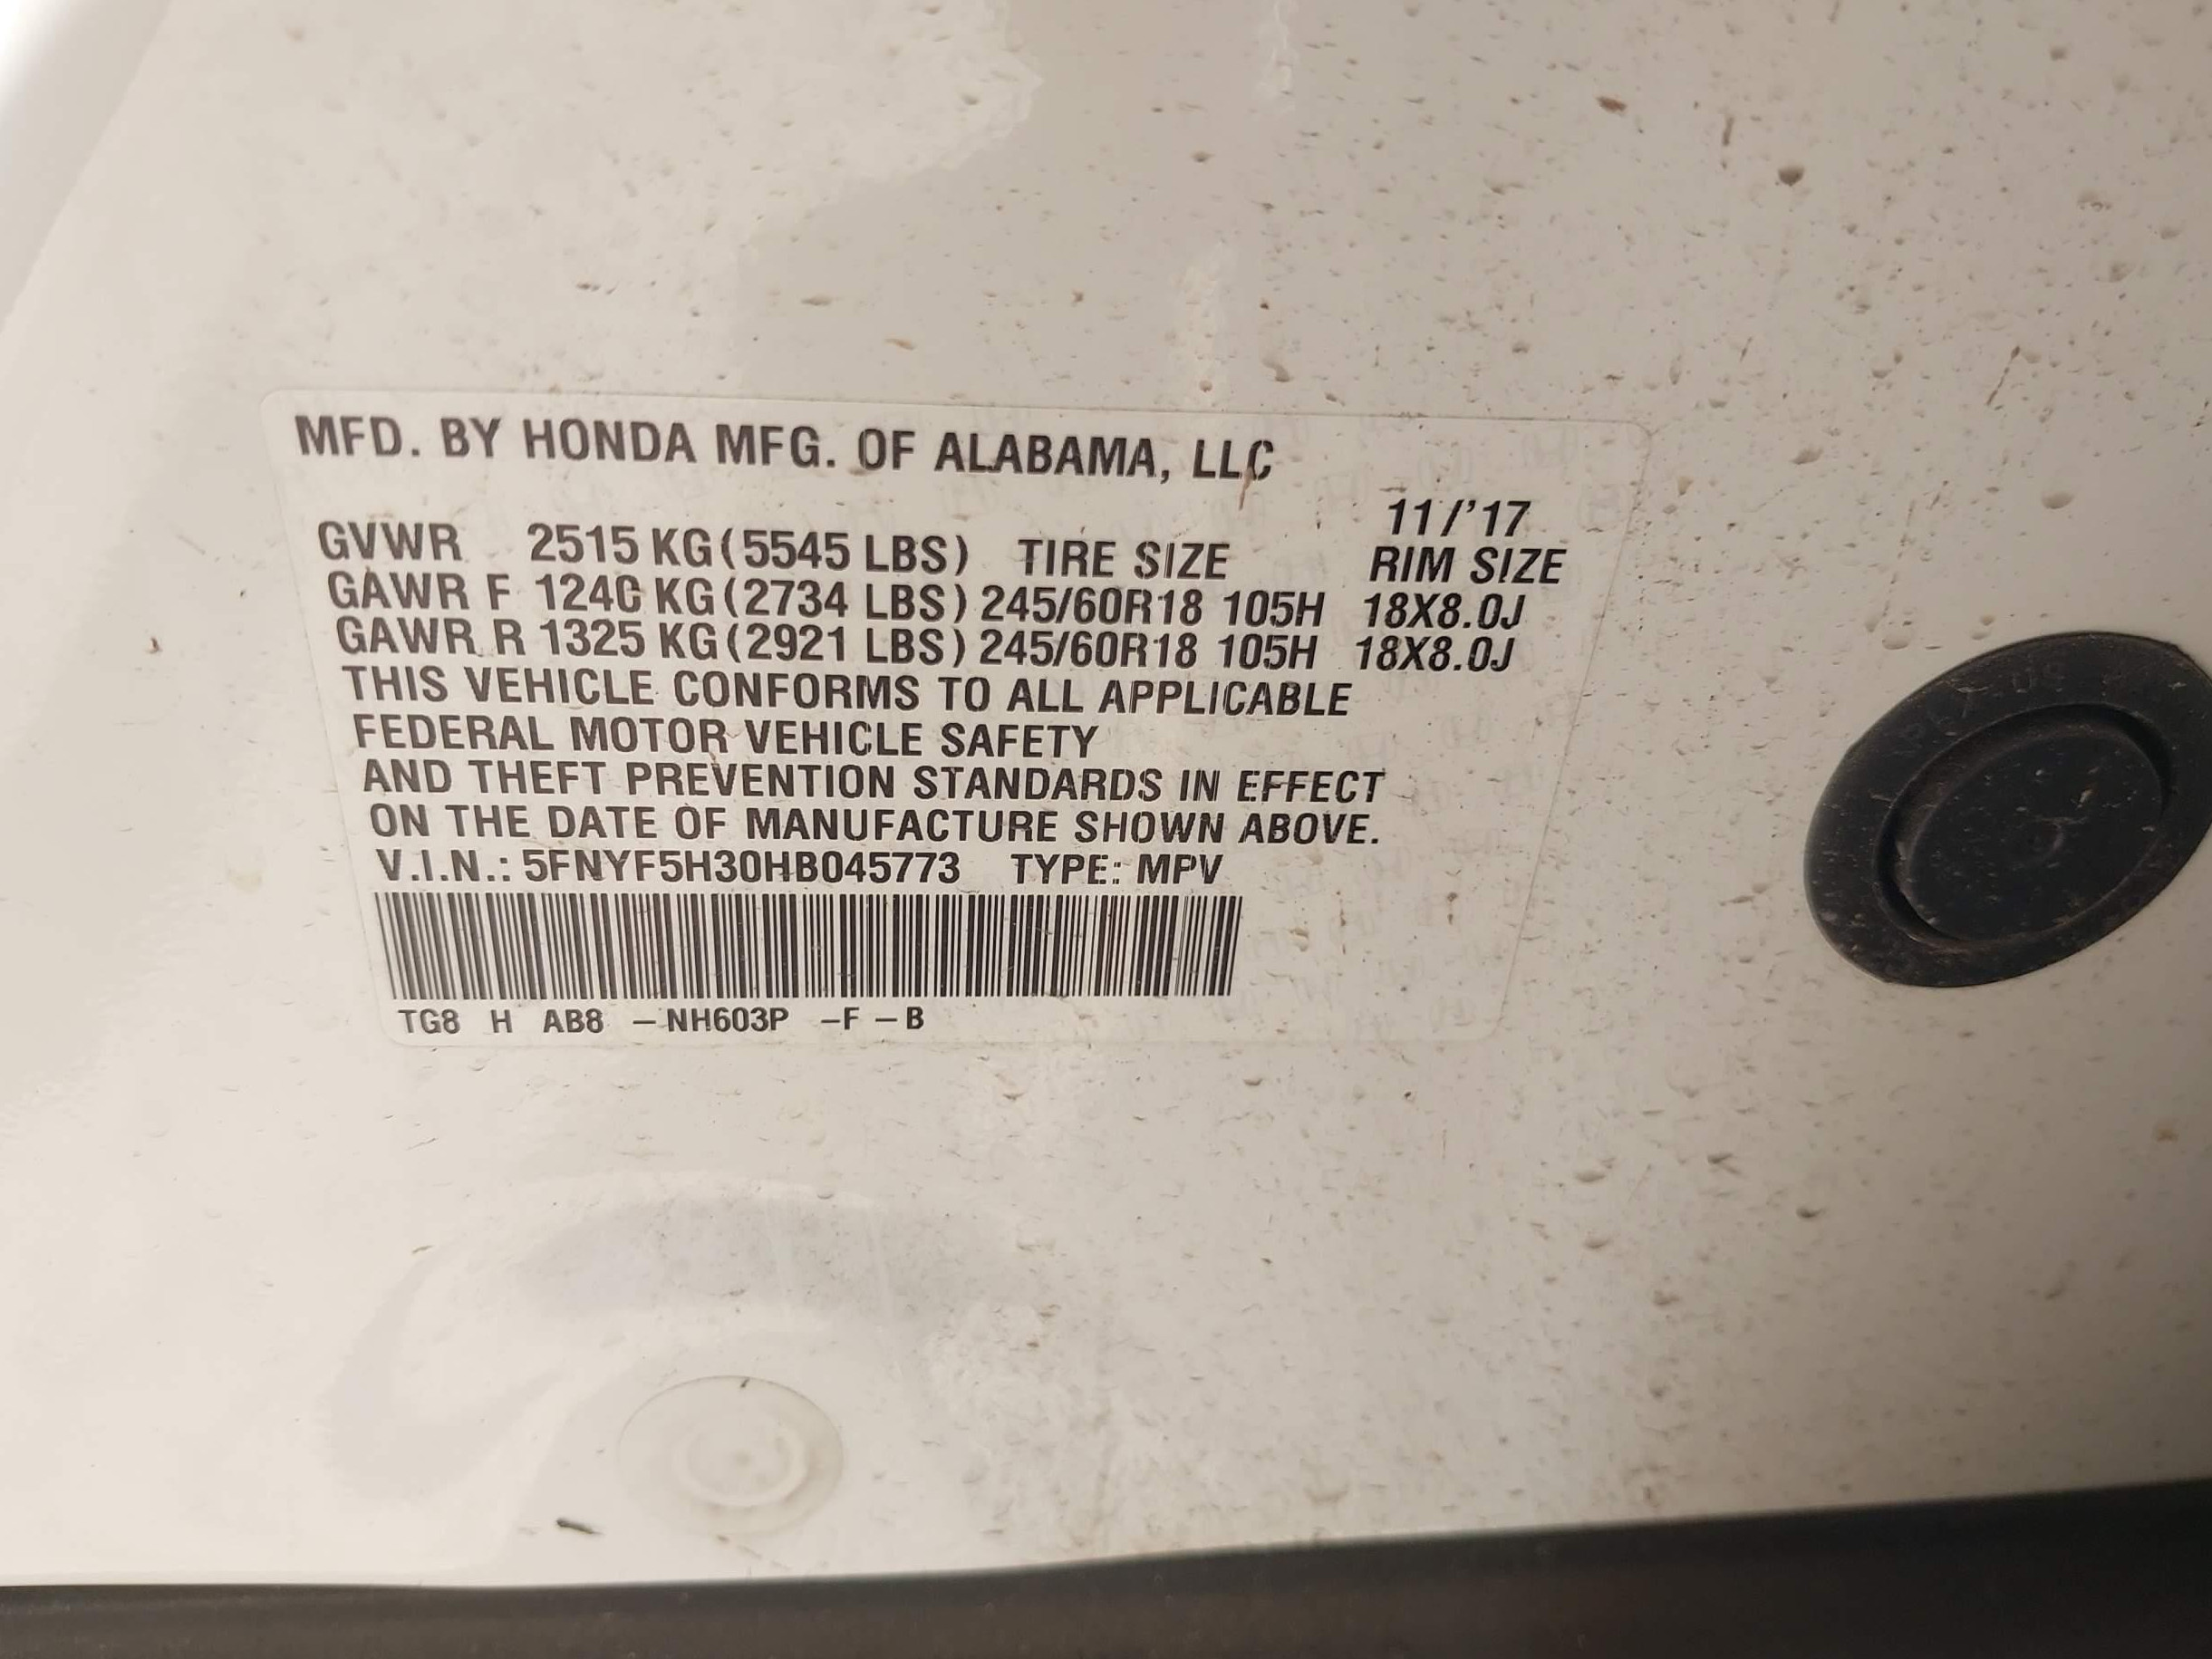 MFD. BY HONDA MFG. OF ALABAMA, LLC
11/'17
GVWR 2515 KG(5545 LBS) TIRE SIZE RIM SIZE
GAWR F 1240 KG(2734 LBS) 245/60R18 105H 18X8.0J
GAWR R 1325 KG(2921 LBS) 245/60R18 105H 18X8.0J
THIS VEHICLE CONFORMS TO ALL APPLICABLE
FEDERAL MOTOR VEHICLE SAFETY
AND THEFT PREVENTION STANDARDS IN EFFECT
ON THE DATE OF MANUFACTURE SHOWN ABOVE.
V.I.N.: 5FNYF5H30HB045773 TYPE: MPV
TG8 H AB8 –NH603P –F –B